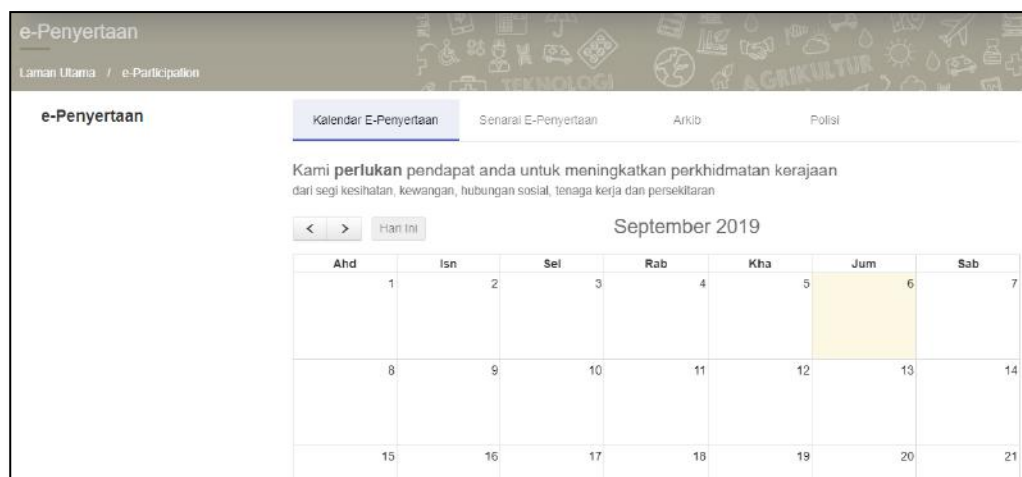 e-Penyertaan
Laman Utama / e-Participation
TEKNOLOGI
AGRIKULTUR
e-Penyertaan
Kalendar E-Penyertaan Senarai E-Penyertaan Arkib Polisi
Kami perlukan pendapat anda untuk meningkatkan perkhidmatan kerajaan
dari segi kesihatan, kewangan, hubungan sosial, tenaga kerja dan persekitaran
< > Hari Ini September 2019
Ahd Isn Sel Rab Kha Jum Sab
1 2 3 4 5 6 7
8 9 10 11 12 13 14
15 16 17 18 19 20 21